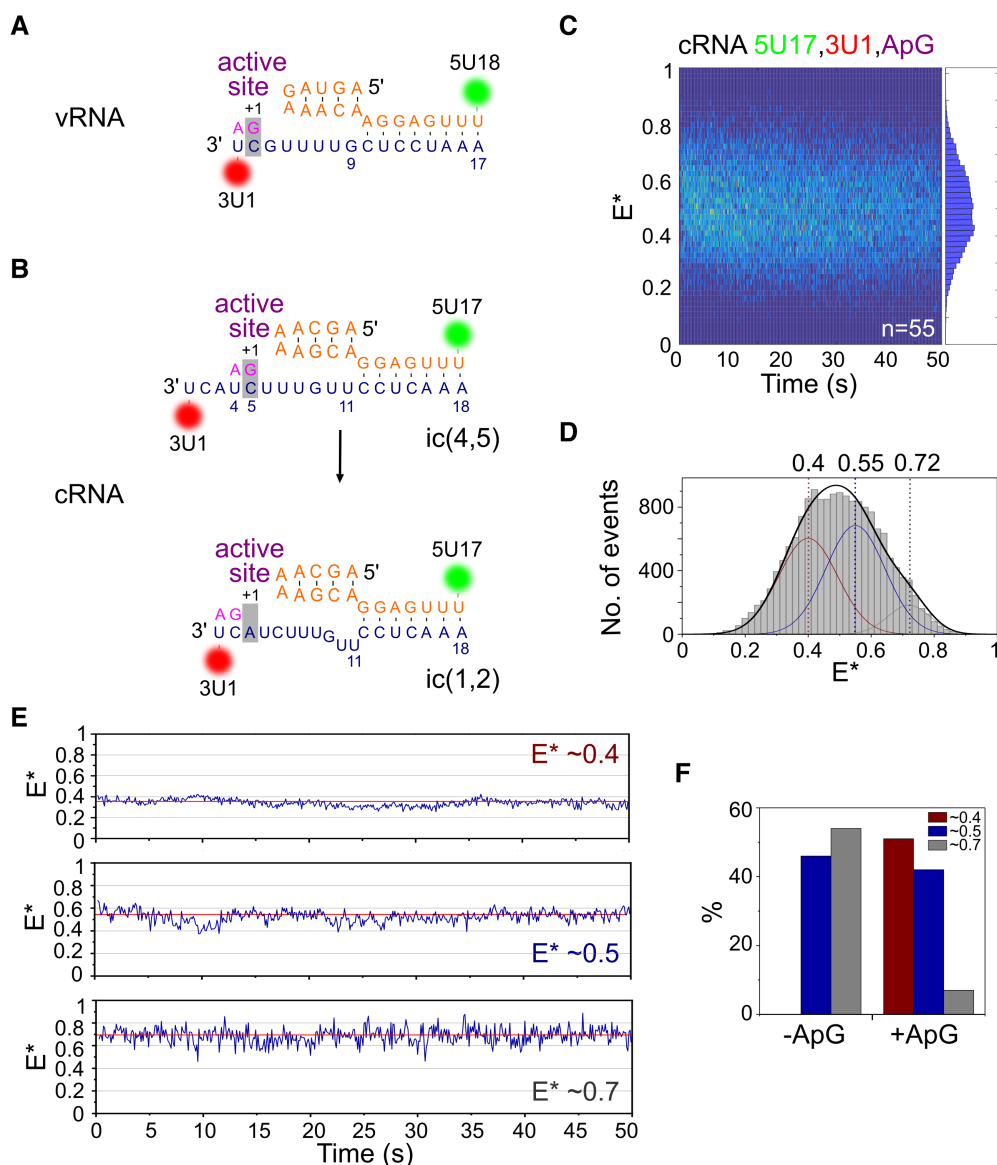 A
vRNA
active
site
+1
5U18
GAUGA 5'
CAAAA
AGGAGUUU U
AG
3' UCGUUUUGCUCCUAAA
9
17
3U1
B
active
site
+1
5U17
AACGA 5'
AAGCA
GGAGUUU U
AG
3' UCAUCUUUGUUCCUCAAA
4 5
11
18
3U1
ic(4,5)
cRNA
active
site
+1
5U17
AACGA 5'
AAGCA
GGAGUUU U
AG
3' UCAUCUUUGUUCCUCAAA
11
18
3U1
ic(1,2)
C
cRNA 5U17,3U1,ApG
1
0.8
0.6
0.4
0.2
0
E*
n=55
0 10 20 30 40 50
Time (s)
D
0.4 0.55 0.72
800
400
0
No. of events
0 0.2 0.4 0.6 0.8 1
E*
E
1
0.8
0.6
0.4
0.2
0
E*
E* ~0.4
1
0.8
0.6
0.4
0.2
0
E*
E* ~0.5
1
0.8
0.6
0.4
0.2
0
E*
E* ~0.7
0 5 10 15 20 25 30 35 40 45 50
Time (s)
F
60
40
20
0
%
~0.4
~0.5
~0.7
-ApG +ApG